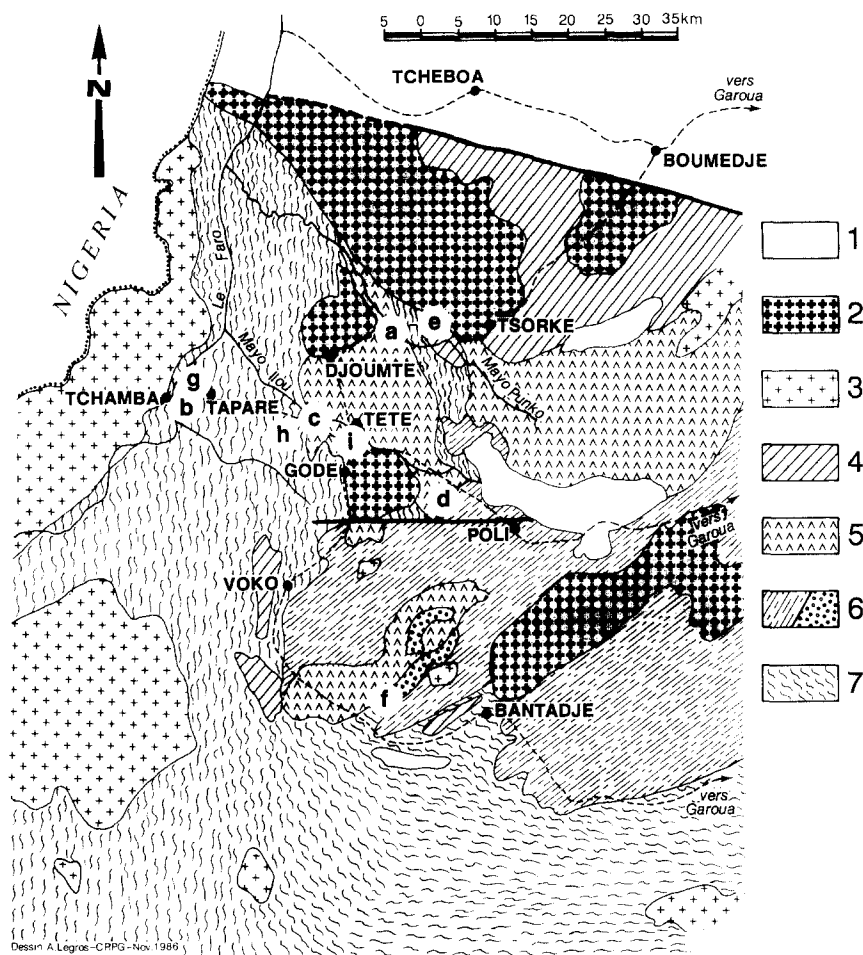 5 0 5 10 15 20 25 30 35km
N
TCHEBOA
vers
Garoua
BOUMEDJE
NIGERIA
Le Faro
a
e
TSORKE
DJOUMTE
Mayo Punko
g
TCHAMBA
b
TAPARE
c
TETE
h
i
GODE
d
POLI
vers
Garoua
VOKO
f
BANTADJE
vers
Garoua
1
2
3
4
5
6
7
Dessin A.Legros-CRPG-Nov.1986